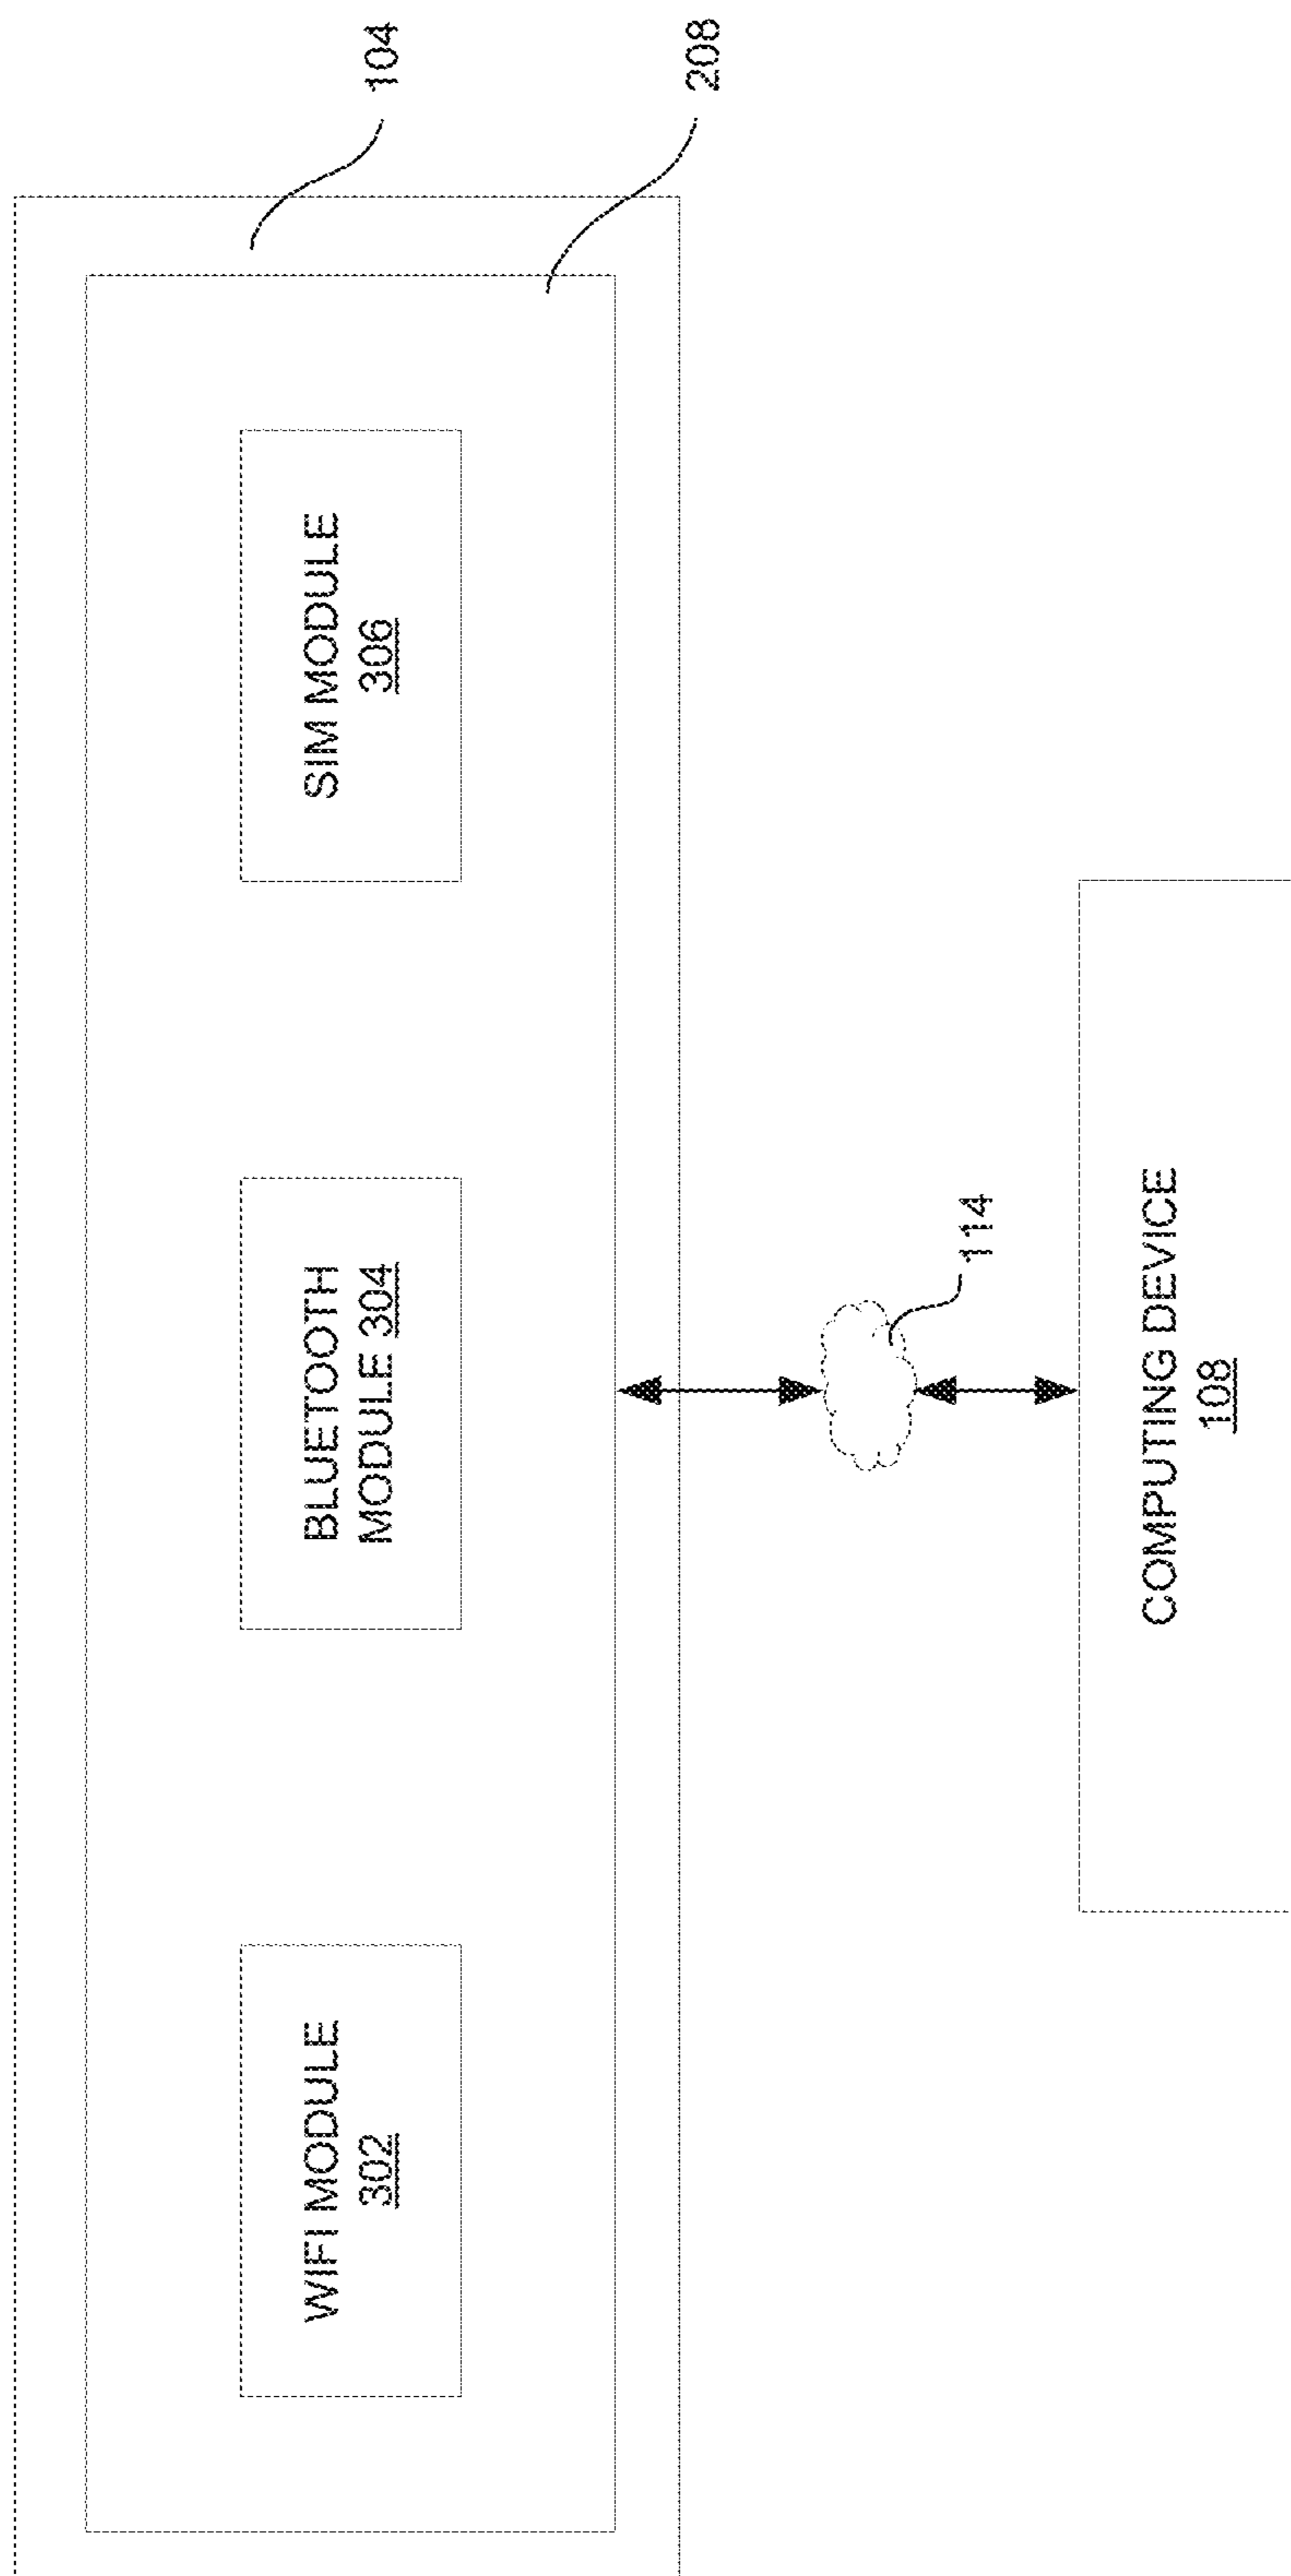 104
208
WIFI MODULE
302
BLUETOOTH
MODULE 304
SIM MODULE
306
114
COMPUTING DEVICE
108